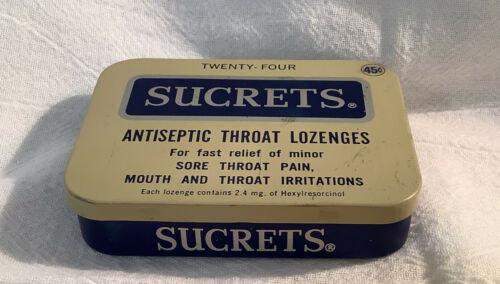 TWENTY-FOUR
45¢
SUCRETS®
ANTISEPTIC THROAT LOZENGES
For fast relief of minor
SORE THROAT PAIN,
MOUTH AND THROAT IRRITATIONS
Each lozenge contains 2.4 mg. of Hexylresorcinol
SUCRETS®